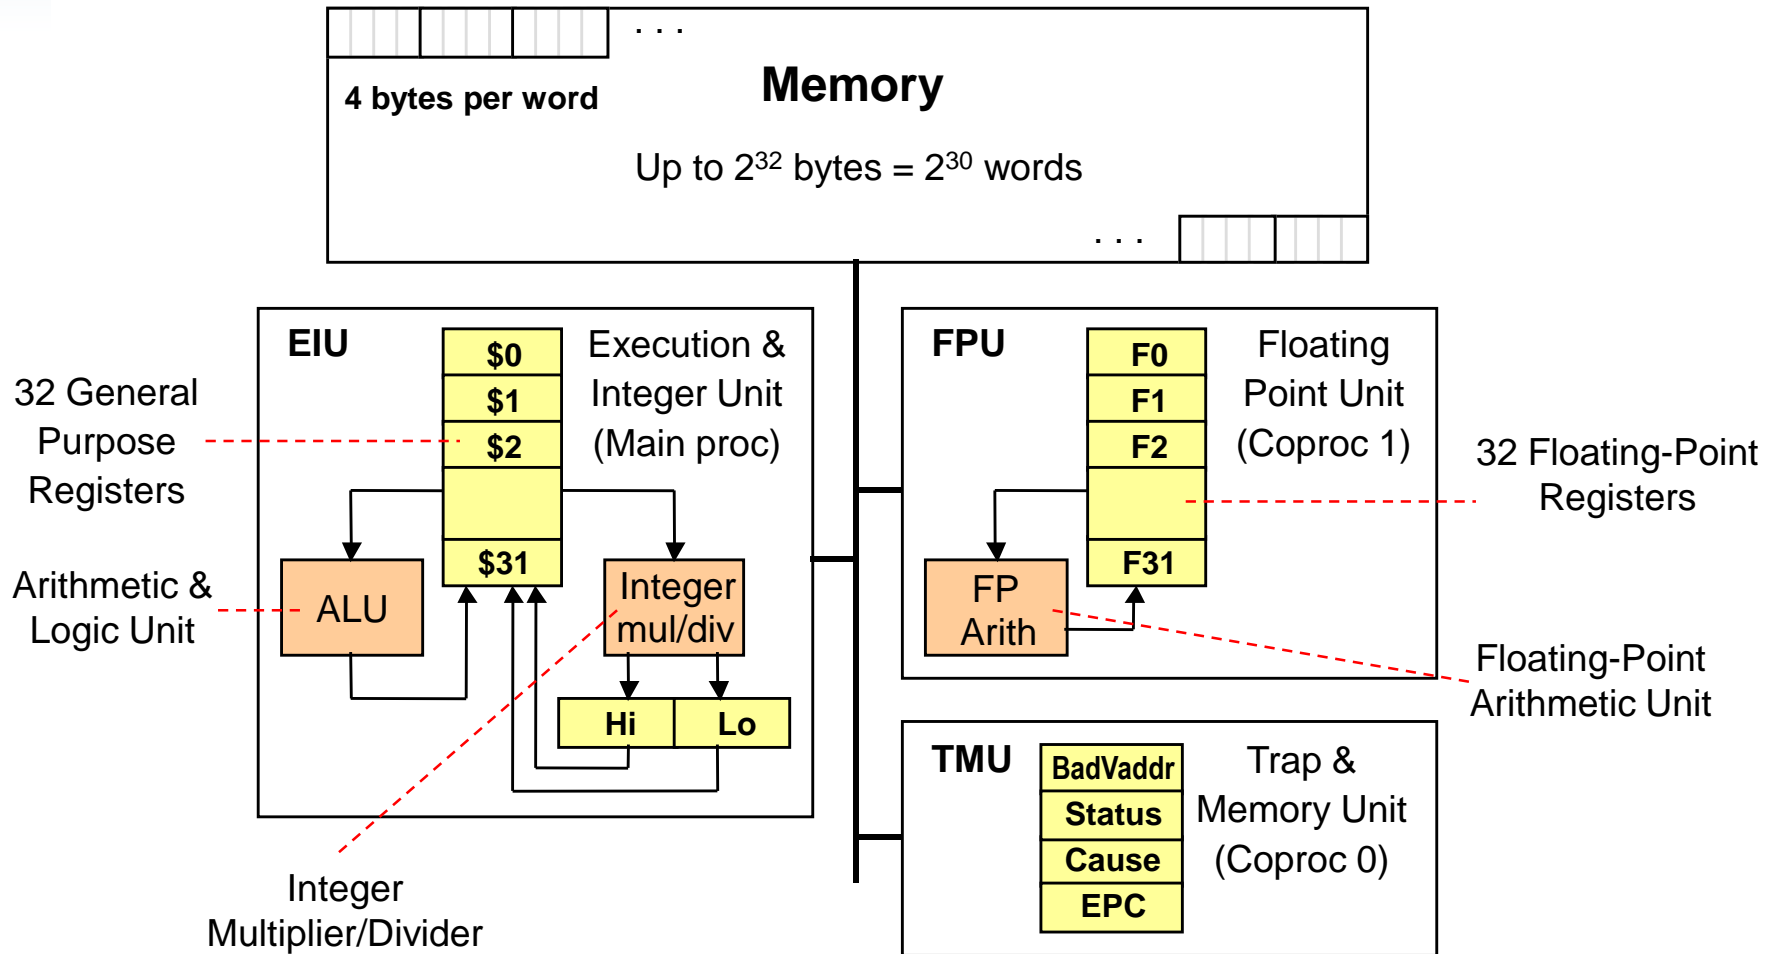 . . .
4 bytes per word
Memory
Up to 2³² bytes = 2³⁰ words
. . .
32 General
Purpose
Registers
Arithmetic &
Logic Unit
EIU
$0
$1
$2
$31
Execution &
Integer Unit
(Main proc)
ALU
Integer
mul/div
Hi
Lo
Integer
Multiplier/Divider
FPU
F0
F1
F2
F31
Floating
Point Unit
(Coproc 1)
FP
Arith
32 Floating-Point
Registers
Floating-Point
Arithmetic Unit
TMU
BadVaddr
Status
Cause
EPC
Trap &
Memory Unit
(Coproc 0)